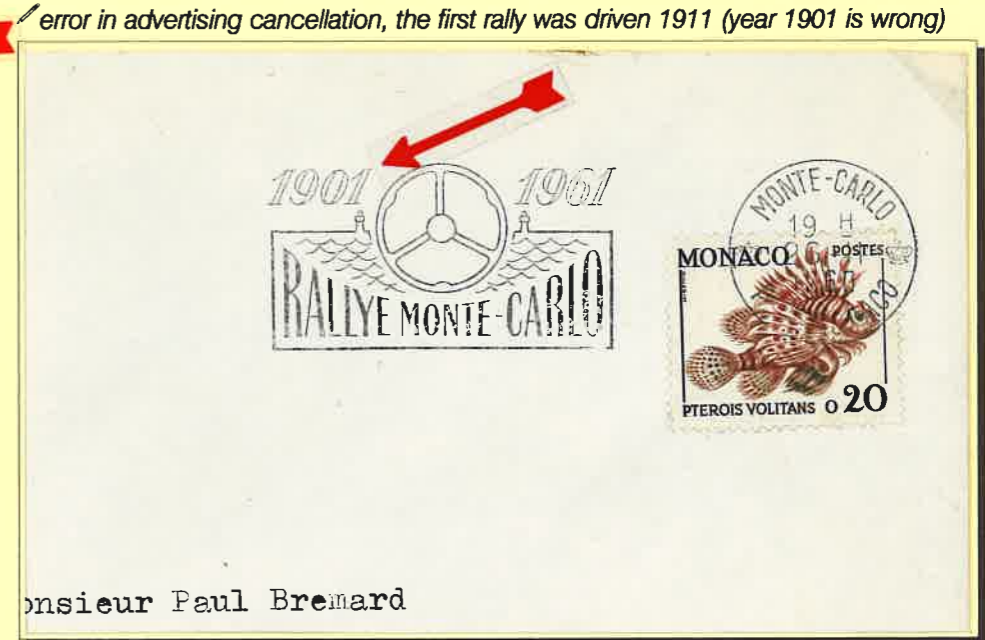 error in advertising cancellation, the first rally was driven 1911 (year 1901 is wrong)
1901 1961
RALLYE MONTE-CARLO
MONTE-CARLO
19 H
MONACO POSTES
PTEROIS VOLITANS 0 20
onsieur Paul Bremard